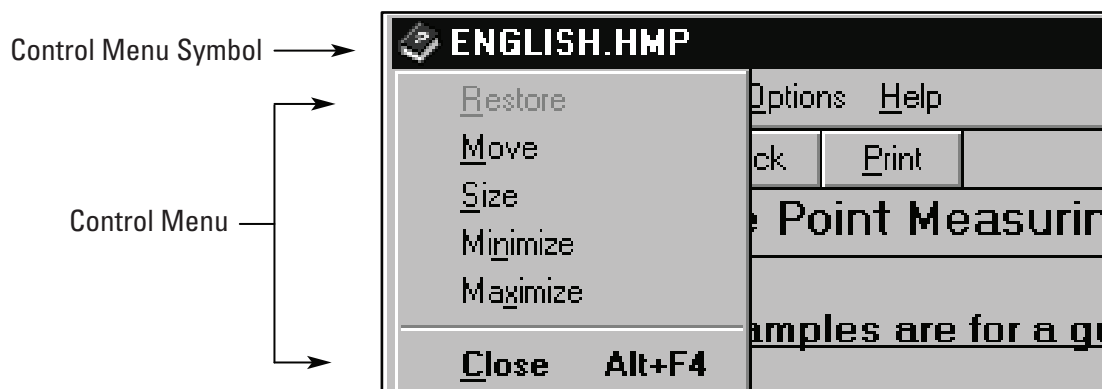 Control Menu Symbol
ENGLISH.HMP
Options Help
Restore
Move
ck Print
Size
Control Menu
Point Measurin
Minimize
Maximize
amples are for a gu
Close Alt+F4